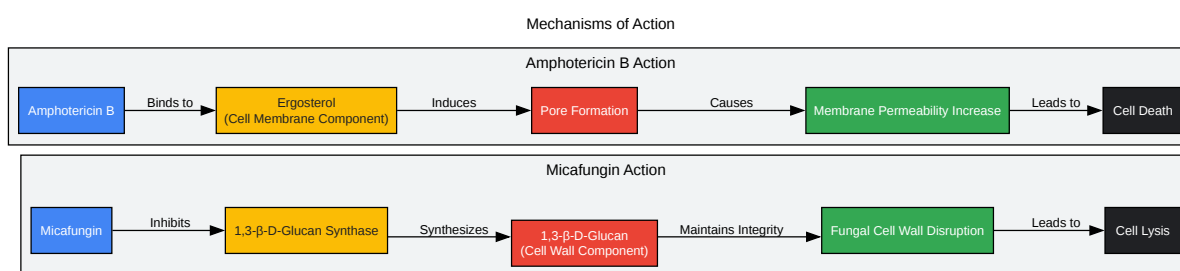 Mechanisms of Action
Amphotericin B Action
Amphotericin B
Binds to
Ergosterol
(Cell Membrane Component)
Induces
Pore Formation
Causes
Membrane Permeability Increase
Leads to
Cell Death
Micafungin Action
Micafungin
Inhibits
1,3-β-D-Glucan Synthase
Synthesizes
1,3-β-D-Glucan
(Cell Wall Component)
Maintains Integrity
Fungal Cell Wall Disruption
Leads to
Cell Lysis